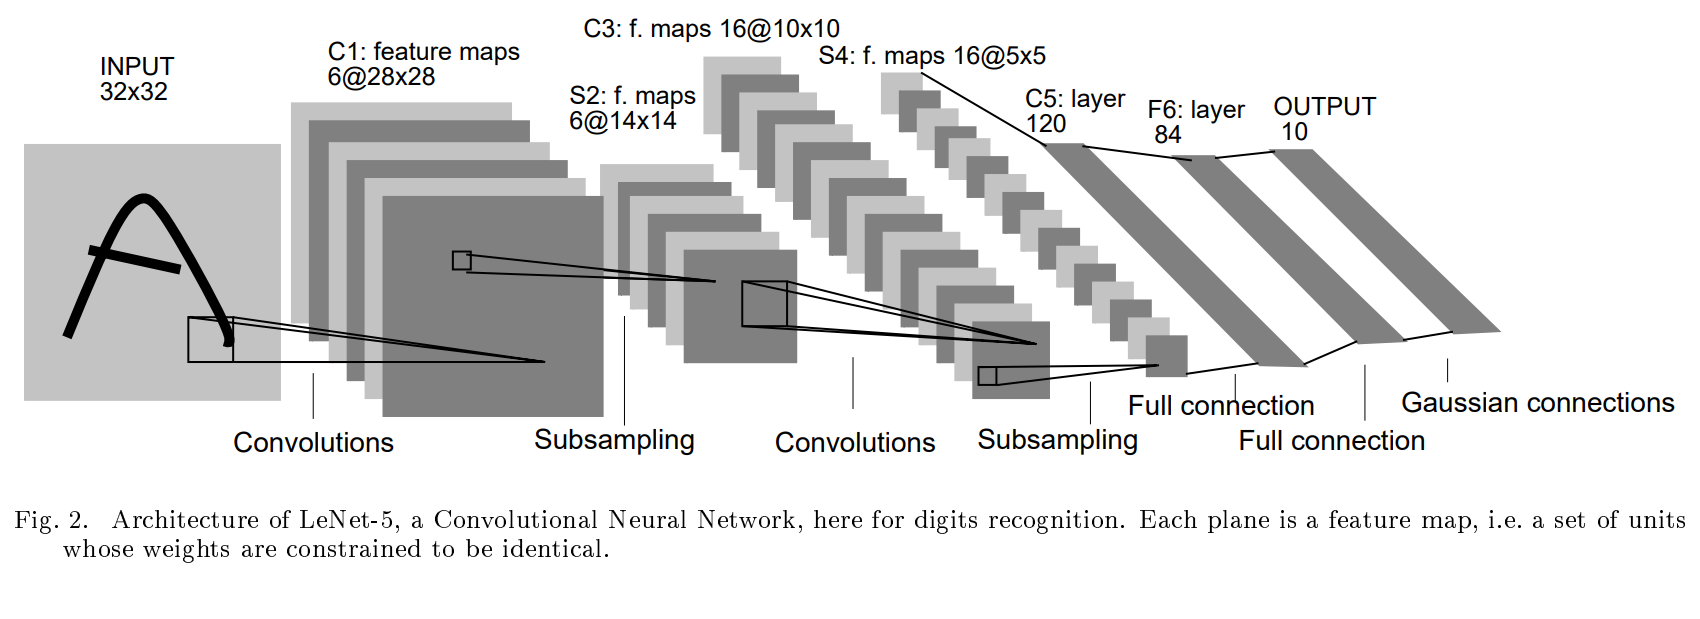 INPUT
32x32
C1: feature maps
6@28x28
S2: f. maps
6@14x14
C3: f. maps 16@10x10
S4: f. maps 16@5x5
C5: layer
120
F6: layer
84
OUTPUT
10
Convolutions
Subsampling
Convolutions
Subsampling
Full connection
Full connection
Gaussian connections
Fig. 2. Architecture of LeNet-5, a Convolutional Neural Network, here for digits recognition. Each plane is a feature map, i.e. a set of units
whose weights are constrained to be identical.